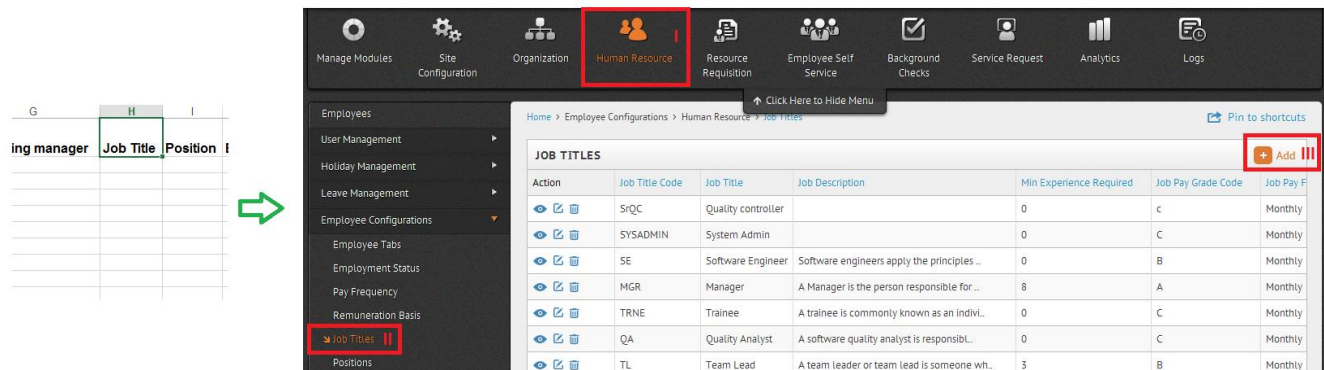 G H I
ing manager Job Title Position
Manage Modules Site Configuration Organization Human Resource I Resource Requisition Employee Self Service Background Checks Service Request Analytics Logs
Click Here to Hide Menu
Employees
User Management
Holiday Management
Leave Management
Employee Configurations
Employee Tabs
Employment Status
Pay Frequency
Remuneration Basis
Job Titles II
Positions
Home > Employee Configurations > Human Resource > Job Titles
Pin to shortcuts
JOB TITLES
+ Add III
Action Job Title Code Job Title Job Description Min Experience Required Job Pay Grade Code Job Pay F
SrQC Quality controller 0 c Monthly
SYSADMIN System Admin 0 C Monthly
SE Software Engineer Software engineers apply the principles .. 0 B Monthly
MGR Manager A Manager is the person responsible for .. 8 A Monthly
TRNE Trainee A trainee is commonly known as an indivi.. 0 C Monthly
QA Quality Analyst A software quality analyst is responsibl.. 0 C Monthly
TL Team Lead A team leader or team lead is someone wh.. 3 B Monthly